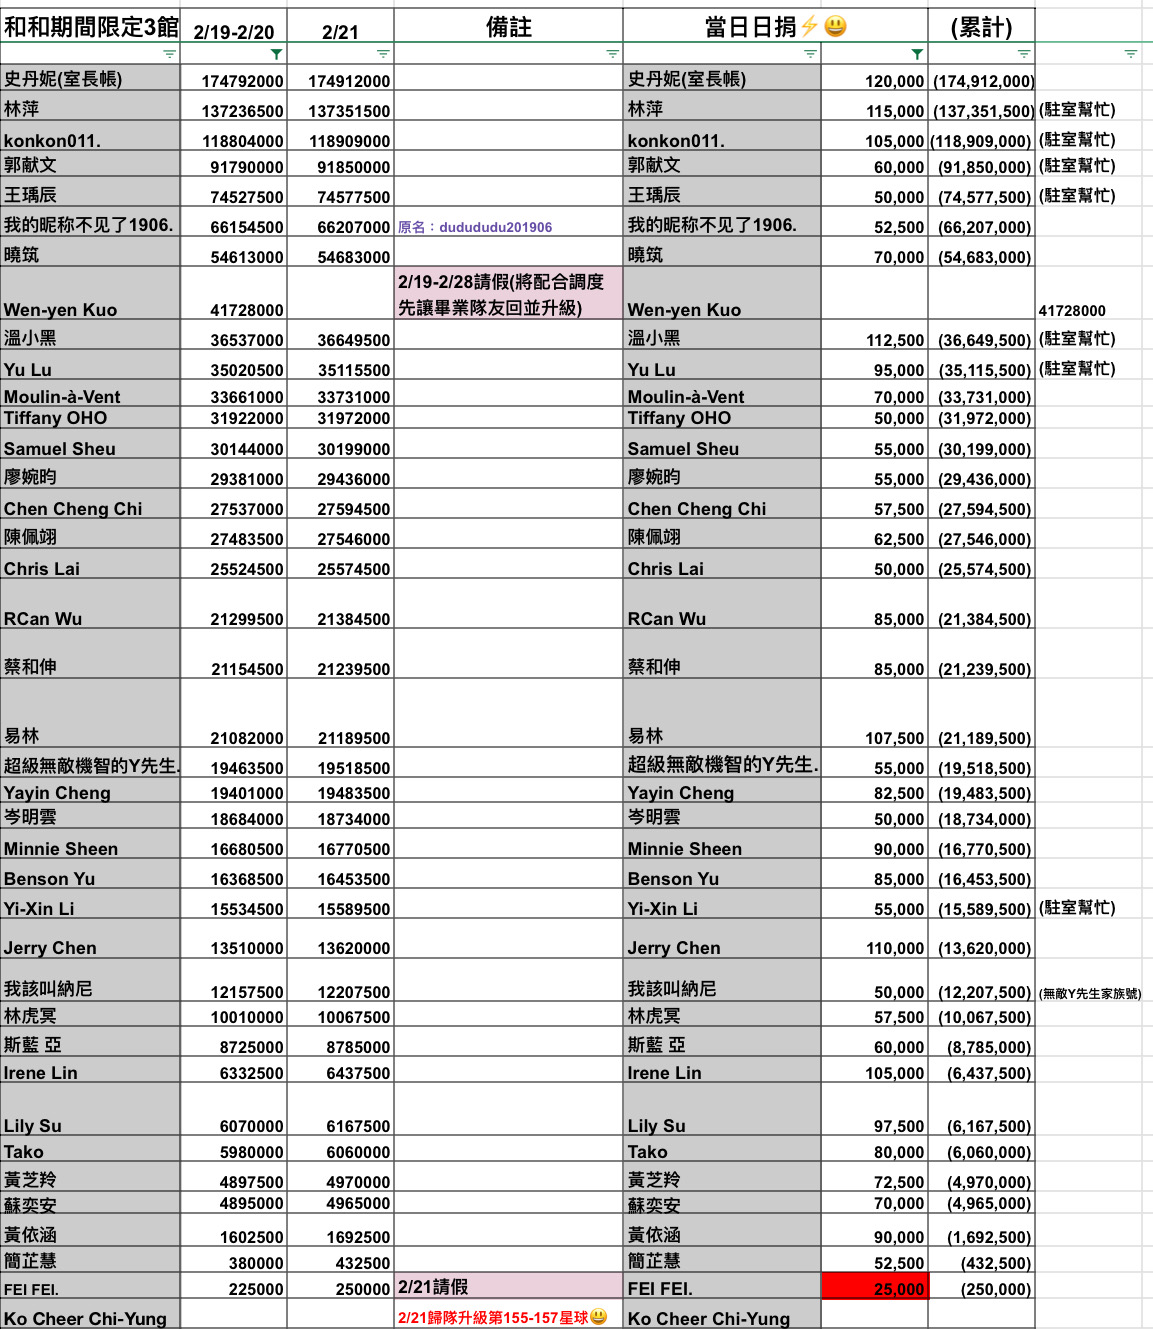 和和期間限定3館 2/19-2/20 2/21 備註 當日日捐⚡😃 (累計)
史丹妮(室長帳) 174792000 174912000 史丹妮(室長帳) 120,000 (174,912,000)
林萍 137236500 137351500 林萍 115,000 (137,351,500) (駐室幫忙)
konkon011. 118804000 118909000 konkon011. 105,000 (118,909,000) (駐室幫忙)
郭献文 91790000 91850000 郭献文 60,000 (91,850,000) (駐室幫忙)
王瑀辰 74527500 74577500 王瑀辰 50,000 (74,577,500) (駐室幫忙)
我的昵称不见了1906. 66154500 66207000 原名：dudududu201906 我的昵称不见了1906. 52,500 (66,207,000)
曉筑 54613000 54683000 曉筑 70,000 (54,683,000)
2/19-2/28請假(將配合調度
先讓畢業隊友回並升級)
Wen-yen Kuo 41728000 Wen-yen Kuo 41728000
溫小黑 36537000 36649500 溫小黑 112,500 (36,649,500) (駐室幫忙)
Yu Lu 35020500 35115500 Yu Lu 95,000 (35,115,500) (駐室幫忙)
Moulin-à-Vent 33661000 33731000 Moulin-à-Vent 70,000 (33,731,000)
Tiffany OHO 31922000 31972000 Tiffany OHO 50,000 (31,972,000)
Samuel Sheu 30144000 30199000 Samuel Sheu 55,000 (30,199,000)
廖婉昀 29381000 29436000 廖婉昀 55,000 (29,436,000)
Chen Cheng Chi 27537000 27594500 Chen Cheng Chi 57,500 (27,594,500)
陳佩翊 27483500 27546000 陳佩翊 62,500 (27,546,000)
Chris Lai 25524500 25574500 Chris Lai 50,000 (25,574,500)
RCan Wu 21299500 21384500 RCan Wu 85,000 (21,384,500)
蔡和伸 21154500 21239500 蔡和伸 85,000 (21,239,500)
易林 21082000 21189500 易林 107,500 (21,189,500)
超級無敵機智的Y先生. 19463500 19518500 超級無敵機智的Y先生. 55,000 (19,518,500)
Yayin Cheng 19401000 19483500 Yayin Cheng 82,500 (19,483,500)
岑明雲 18684000 18734000 岑明雲 50,000 (18,734,000)
Minnie Sheen 16680500 16770500 Minnie Sheen 90,000 (16,770,500)
Benson Yu 16368500 16453500 Benson Yu 85,000 (16,453,500)
Yi-Xin Li 15534500 15589500 Yi-Xin Li 55,000 (15,589,500) (駐室幫忙)
Jerry Chen 13510000 13620000 Jerry Chen 110,000 (13,620,000)
我該叫納尼 12157500 12207500 我該叫納尼 50,000 (12,207,500) (無敵Y先生家族號)
林虎冥 10010000 10067500 林虎冥 57,500 (10,067,500)
斯藍 亞 8725000 8785000 斯藍 亞 60,000 (8,785,000)
Irene Lin 6332500 6437500 Irene Lin 105,000 (6,437,500)
Lily Su 6070000 6167500 Lily Su 97,500 (6,167,500)
Tako 5980000 6060000 Tako 80,000 (6,060,000)
黃芝羚 4897500 4970000 黃芝羚 72,500 (4,970,000)
蘇奕安 4895000 4965000 蘇奕安 70,000 (4,965,000)
黃依涵 1602500 1692500 黃依涵 90,000 (1,692,500)
簡芷慧 380000 432500 簡芷慧 52,500 (432,500)
FEI FEI. 225000 250000 2/21請假 FEI FEI. 25,000 (250,000)
Ko Cheer Chi-Yung 2/21歸隊升級第155-157星球😃 Ko Cheer Chi-Yung